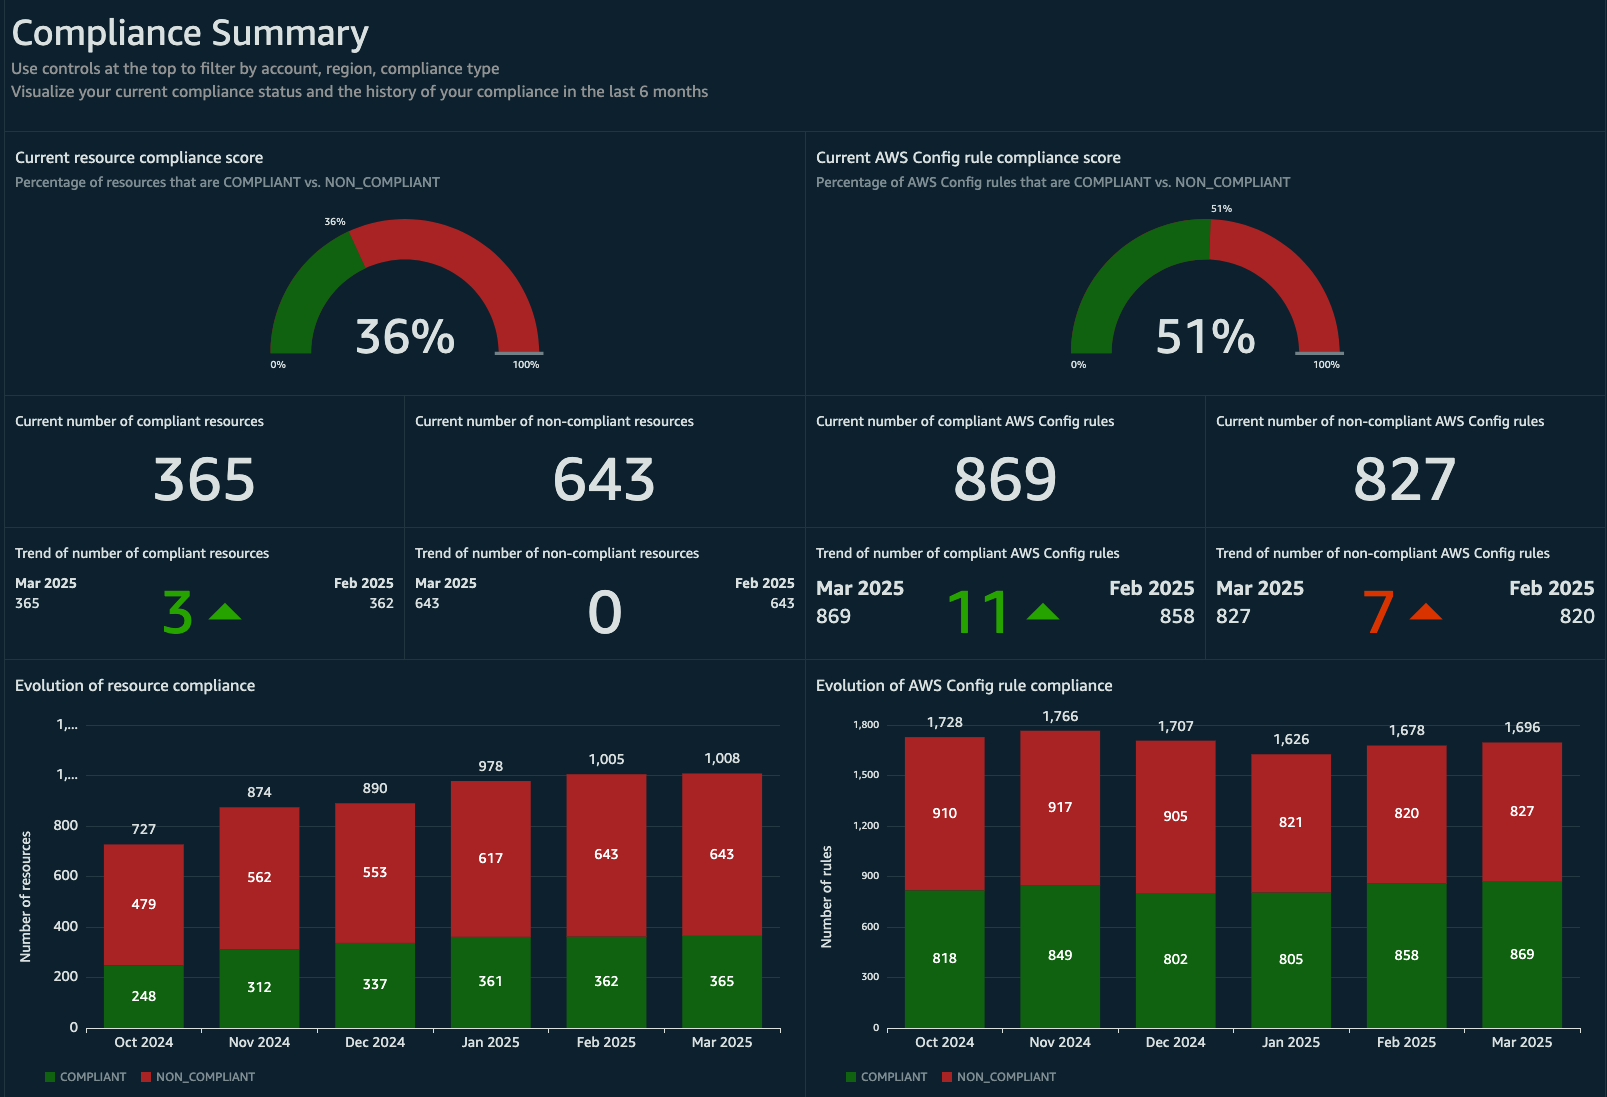 Compliance Summary
Use controls at the top to filter by account, region, compliance type
Visualize your current compliance status and the history of your compliance in the last 6 months
Current resource compliance score
Percentage of resources that are COMPLIANT vs. NON_COMPLIANT
36%
36%
0%
100%
Current AWS Config rule compliance score
Percentage of AWS Config rules that are COMPLIANT vs. NON_COMPLIANT
51%
51%
0%
100%
Current number of compliant resources
365
Current number of non-compliant resources
643
Current number of compliant AWS Config rules
869
Current number of non-compliant AWS Config rules
827
Trend of number of compliant resources
Mar 2025
365
3
Feb 2025
362
Trend of number of non-compliant resources
Mar 2025
643
0
Feb 2025
643
Trend of number of compliant AWS Config rules
Mar 2025
869
11
Feb 2025
858
Trend of number of non-compliant AWS Config rules
Mar 2025
827
7
Feb 2025
820
Evolution of resource compliance
Number of resources
1,...
1,...
800
600
400
200
0
727
874
890
978
1,005
1,008
479
562
553
617
643
643
248
312
337
361
362
365
Oct 2024
Nov 2024
Dec 2024
Jan 2025
Feb 2025
Mar 2025
COMPLIANT
NON_COMPLIANT
Evolution of AWS Config rule compliance
Number of rules
1,800
1,500
1,200
900
600
300
0
1,728
1,766
1,707
1,626
1,678
1,696
910
917
905
821
820
827
818
849
802
805
858
869
Oct 2024
Nov 2024
Dec 2024
Jan 2025
Feb 2025
Mar 2025
COMPLIANT
NON_COMPLIANT